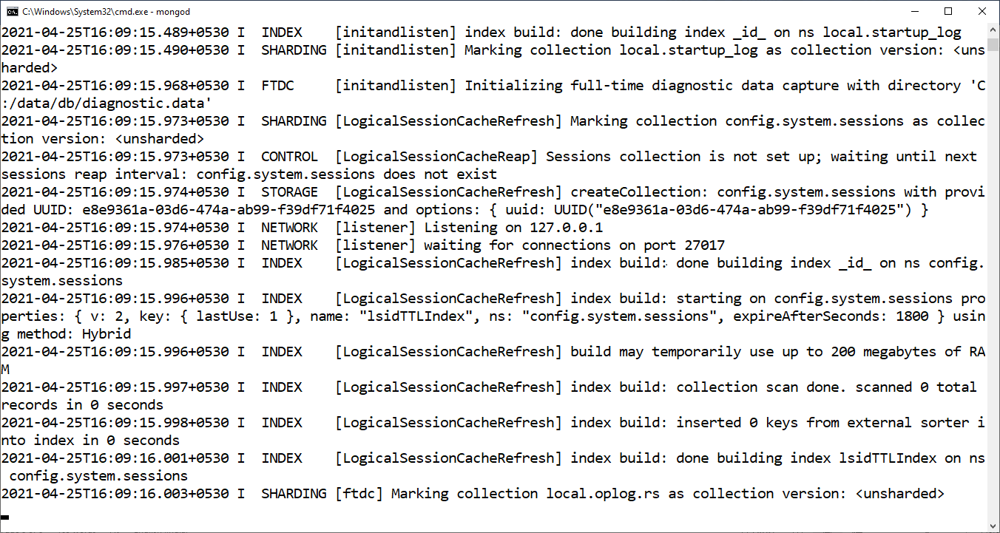 C:\Windows\System32\cmd.exe - mongod
2021-04-25T16:09:15.489+0530 I  INDEX    [initandlisten] index build: done building index _id_ on ns local.startup_log
2021-04-25T16:09:15.490+0530 I  SHARDING [initandlisten] Marking collection local.startup_log as collection version: <uns
harded>
2021-04-25T16:09:15.968+0530 I  FTDC     [initandlisten] Initializing full-time diagnostic data capture with directory 'C
:/data/db/diagnostic.data'
2021-04-25T16:09:15.973+0530 I  SHARDING [LogicalSessionCacheRefresh] Marking collection config.system.sessions as collec
tion version: <unsharded>
2021-04-25T16:09:15.973+0530 I  CONTROL  [LogicalSessionCacheReap] Sessions collection is not set up; waiting until next
sessions reap interval: config.system.sessions does not exist
2021-04-25T16:09:15.974+0530 I  STORAGE  [LogicalSessionCacheRefresh] createCollection: config.system.sessions with provi
ded UUID: e8e9361a-03d6-474a-ab99-f39df71f4025 and options: { uuid: UUID("e8e9361a-03d6-474a-ab99-f39df71f4025") }
2021-04-25T16:09:15.974+0530 I  NETWORK  [listener] Listening on 127.0.0.1
2021-04-25T16:09:15.976+0530 I  NETWORK  [listener] waiting for connections on port 27017
2021-04-25T16:09:15.985+0530 I  INDEX    [LogicalSessionCacheRefresh] index build: done building index _id_ on ns config.
system.sessions
2021-04-25T16:09:15.996+0530 I  INDEX    [LogicalSessionCacheRefresh] index build: starting on config.system.sessions pro
perties: { v: 2, key: { lastUse: 1 }, name: "lsidTTLIndex", ns: "config.system.sessions", expireAfterSeconds: 1800 } usin
g method: Hybrid
2021-04-25T16:09:15.996+0530 I  INDEX    [LogicalSessionCacheRefresh] build may temporarily use up to 200 megabytes of RA
M
2021-04-25T16:09:15.997+0530 I  INDEX    [LogicalSessionCacheRefresh] index build: collection scan done. scanned 0 total
records in 0 seconds
2021-04-25T16:09:15.998+0530 I  INDEX    [LogicalSessionCacheRefresh] index build: inserted 0 keys from external sorter i
nto index in 0 seconds
2021-04-25T16:09:16.001+0530 I  INDEX    [LogicalSessionCacheRefresh] index build: done building index lsidTTLIndex on ns
 config.system.sessions
2021-04-25T16:09:16.003+0530 I  SHARDING [ftdc] Marking collection local.oplog.rs as collection version: <unsharded>